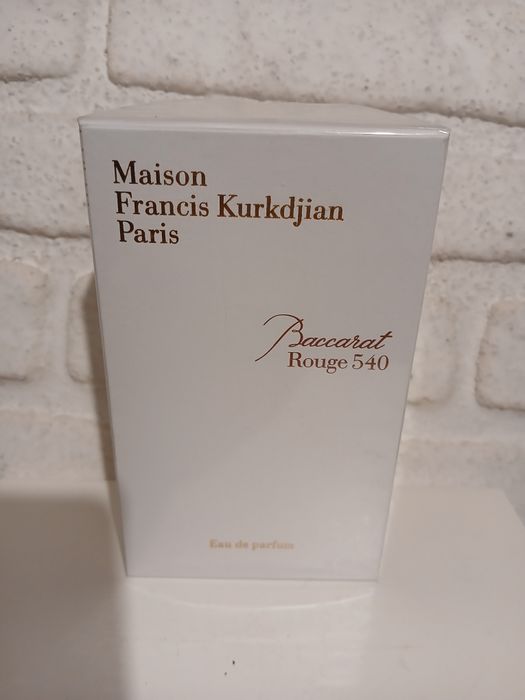 Maison
Francis Kurkdjian
Paris
Baccarat
Rouge 540
Eau de parfum